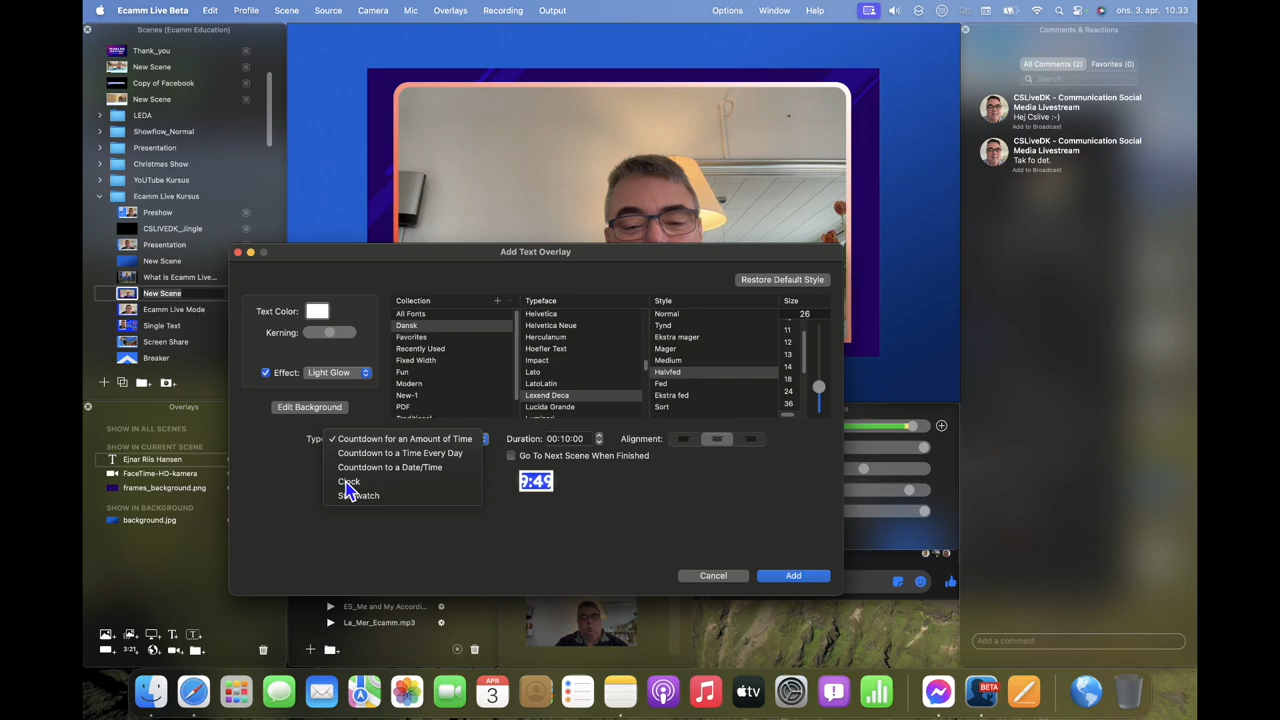 Ecamm Live Beta Edit Profile Scene Source Camera Mic Overlays Recording Output Options Window Help ons. 3. apr. 10.33
Scenes (Ecamm Education)
Thank_you
New Scene
Copy of Facebook
New Scene
LEDA
Showflow_Normal
Presentation
Christmas Show
YouTube Kursus
Ecamm Live Kursus
Preshow
CSLIVEDK_Jingle
Presentation
New Scene
What is Ecamm Live...
New Scene
Ecamm Live Mode
Single Text
Screen Share
Breaker
Overlays
SHOW IN ALL SCENES
SHOW IN CURRENT SCENE
Ejnar Riis Hansen
FaceTime-HD-kamera
frames_background.png
background.jpg
3:21
Add Text Overlay
Restore Default Style
Text Color:
Kerning:
Effect: Light Glow
Edit Background
Collection
All Fonts
Dansk
Favorites
Recently Used
Fixed Width
Fun
Modern
New-1
PDF
Traditional
Typeface
Helvetica
Helvetica Neue
Herculanum
Hoefler Text
Impact
Lato
LatoLatin
Lexend Deca
Lucida Grande
Luminari
Style
Normal
Tynd
Ekstra mager
Mager
Medium
Halvfed
Fed
Ekstra fed
Sort
Size
26
11
12
13
14
18
24
36
Countdown for an Amount of Time
Countdown to a Time Every Day
Countdown to a Date/Time
Clock
Duration: 00:10:00 Alignment:
Go To Next Scene When Finished
9:49
Cancel Add
ES_Me and My Accordi...
La_Mer_Ecamm.mp3
Comments & Reactions
All Comments (2) Favorites (0)
Search
CSLiveDK - Communication Social
Media Livestream
Hej Cslive :-)
Add to Broadcast
CSLiveDK - Communication Social
Media Livestream
Tak fo det.
Add to Broadcast
Add a comment
APR
3
tv
BETA